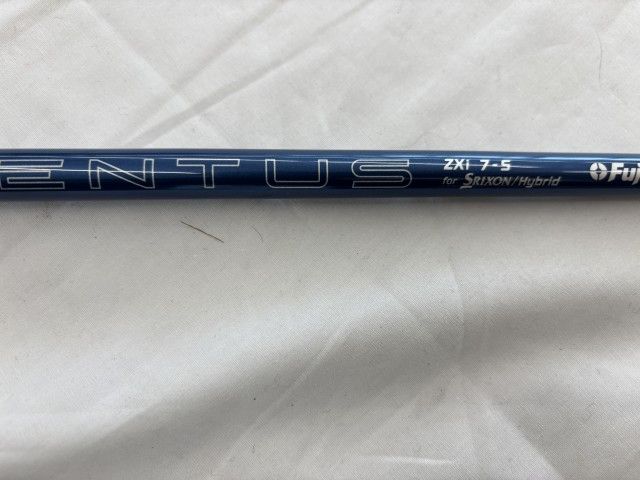 ENTUS
ZXi 7-S
for SRIXON/Hybrid
Fuj